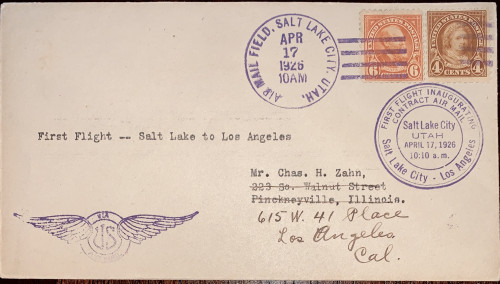 AIR MAIL FIELD, SALT LAKE CITY, UTAH.
APR
17
1926
10AM
6 6
4 CENTS 4
FIRST FLIGHT INAUGURATING
CONTRACT AIR MAIL
Salt Lake City
UTAH
APRIL 17, 1926
10:10 a.m.
Salt Lake City - Los Angeles
First Flight -- Salt Lake to Los Angeles
Mr. Chas. H. Zahn,
223 So. Walnut Street
Pinckneyville, Illinois.
615 W. 41 Place
Los Angeles
Cal.
VIA
US